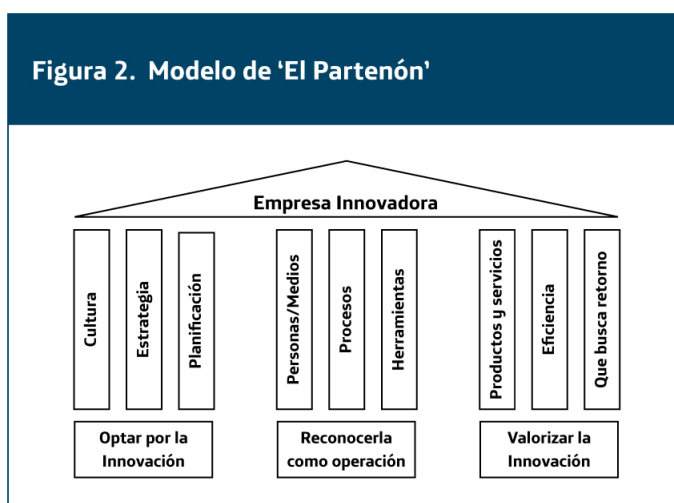 Figura 2. Modelo de ‘El Partenón’
Empresa Innovadora
Cultura
Estrategia
Planificación
Personas/Medios
Procesos
Herramientas
Productos y servicios
Eficiencia
Que busca retorno
Optar por la
Innovación
Reconocerla
como operación
Valorizar la
Innovación